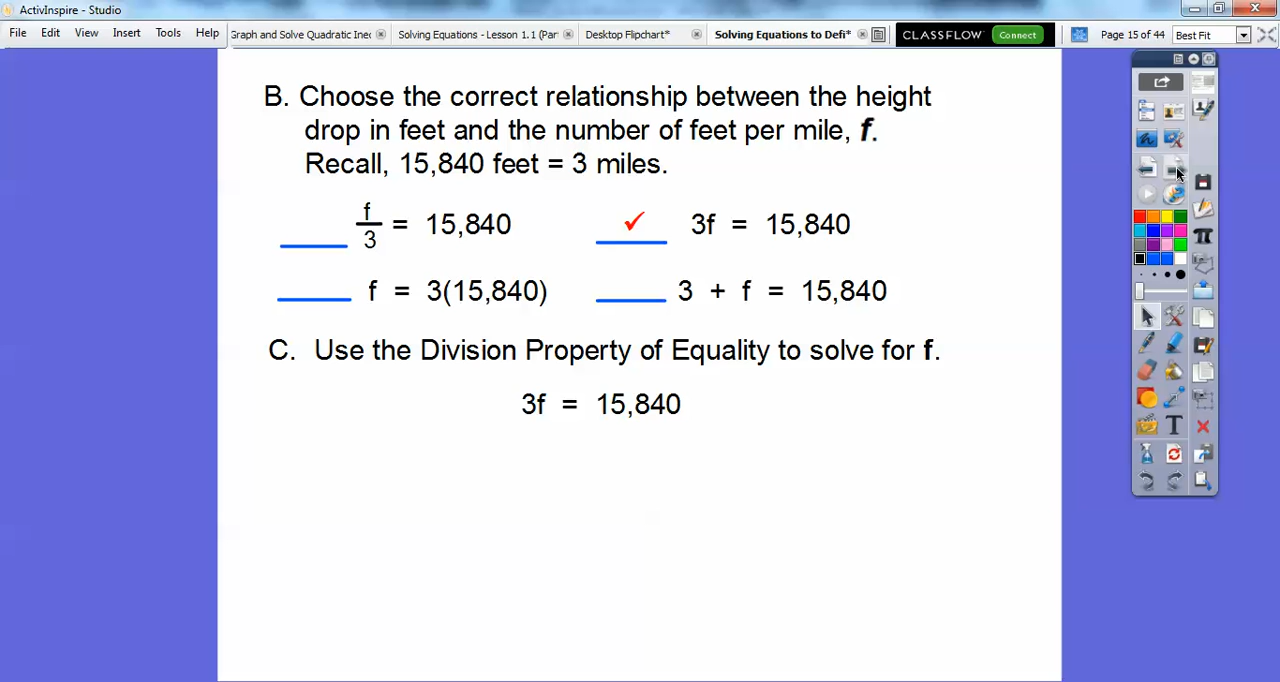 ActivInspire - Studio
File Edit View Insert Tools Help
Graph and Solve Quadratic Ine Solving Equations - Lesson 1.1 (Par Desktop Flipchart* Solving Equations to Defi* CLASSFLOW Connect Page 15 of 44 Best Fit
B. Choose the correct relationship between the height
drop in feet and the number of feet per mile, f.
Recall, 15,840 feet = 3 miles.
f/3 = 15,840 ✓ 3f = 15,840
f = 3(15,840) 3 + f = 15,840
C. Use the Division Property of Equality to solve for f.
3f = 15,840